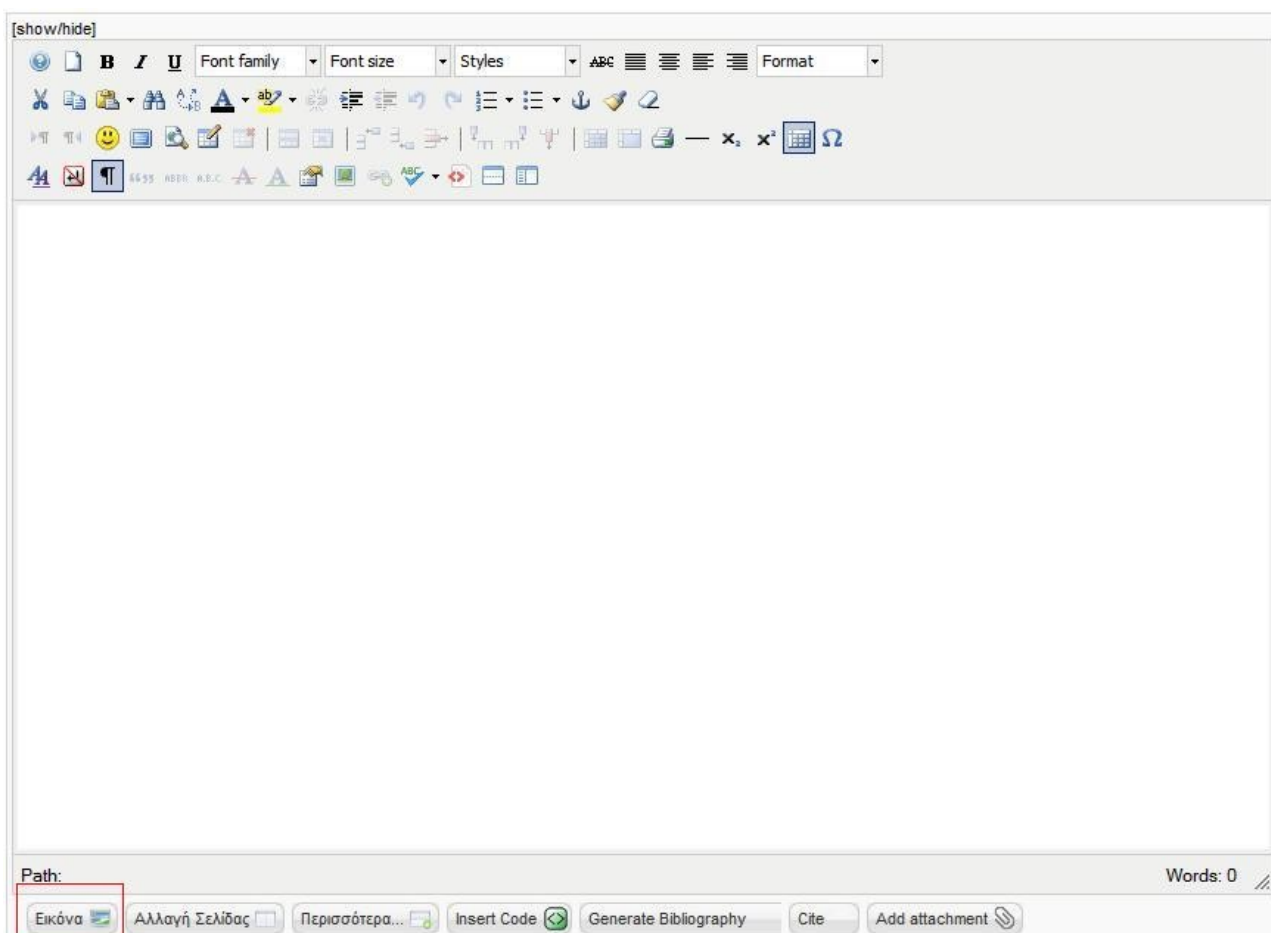 [show/hide]
B I U Font family Font size Styles ABC Format
Path: Words: 0
Εικόνα Αλλαγή Σελίδας Περισσότερα... Insert Code Generate Bibliography Cite Add attachment